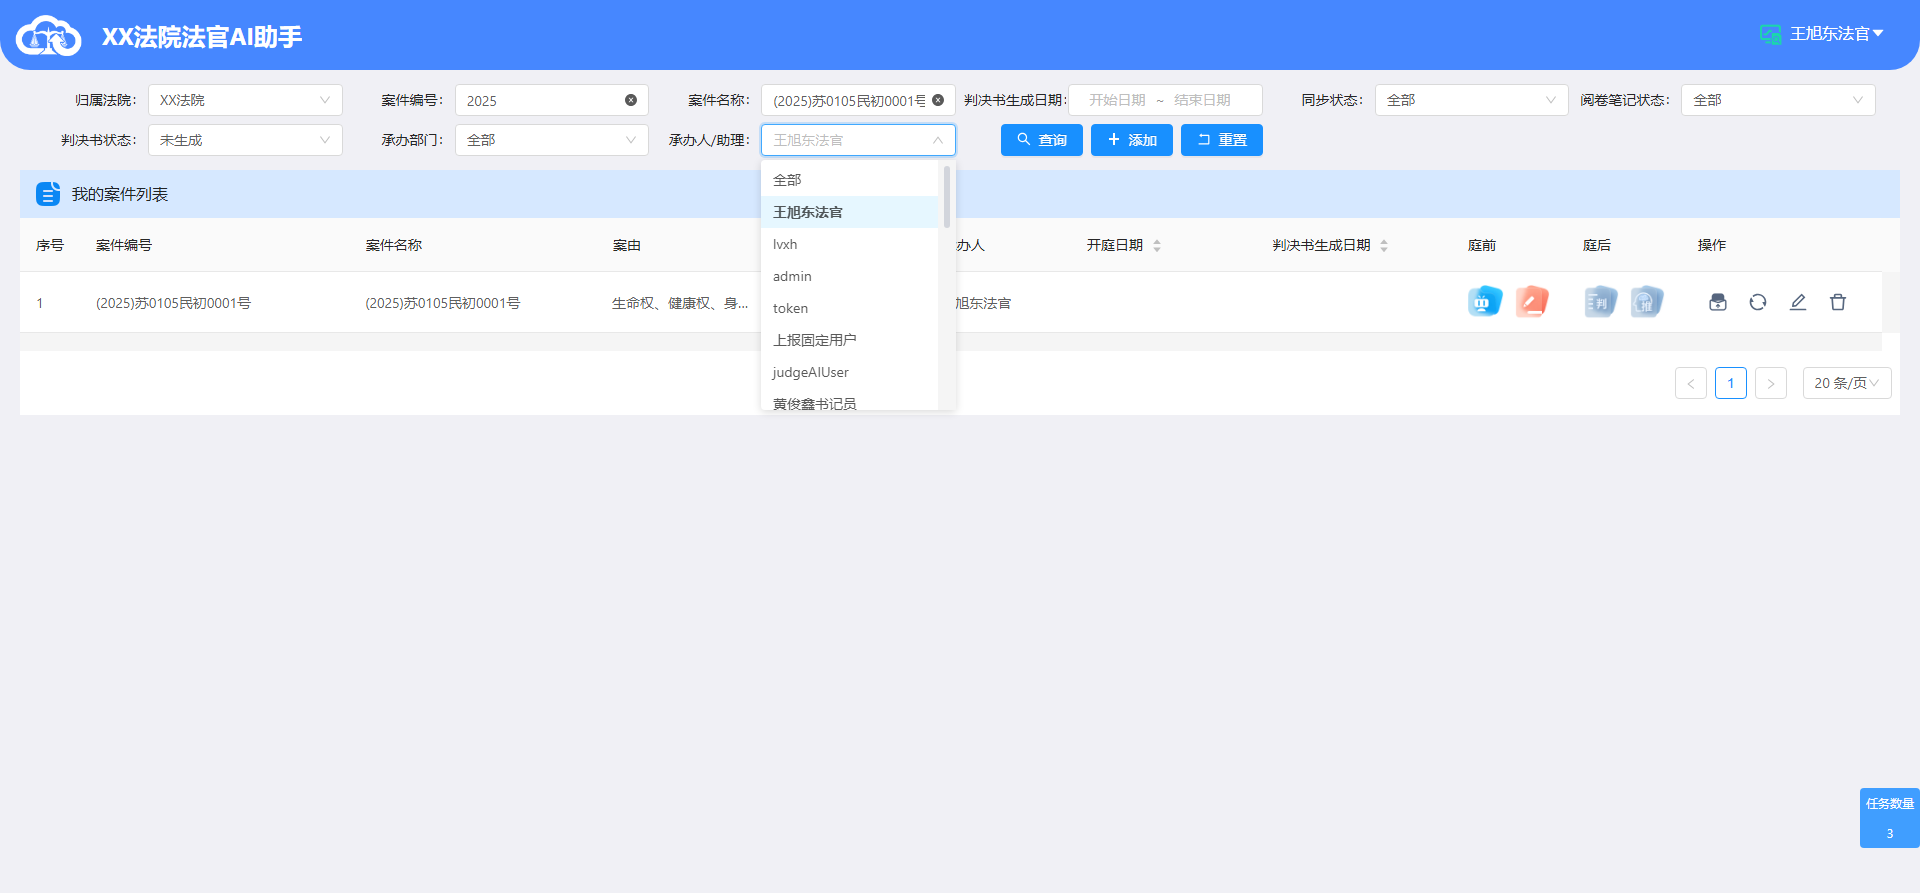 XX法院法官AI助手
王旭东法官
归属法院: XX法院
案件编号: 2025
案件名称: (2025)苏0105民初0001号
判决书生成日期: 开始日期 ~ 结束日期
同步状态: 全部
阅卷笔记状态: 全部
判决书状态: 未生成
承办部门: 全部
承办人/助理: 王旭东法官
查询
添加
重置
全部
王旭东法官
lvxh
admin
token
上报固定用户
judgeAIUser
黄俊鑫书记员
我的案件列表
序号 案件编号 案件名称 案由 办人 开庭日期 判决书生成日期 庭前 庭后 操作
1 (2025)苏0105民初0001号 (2025)苏0105民初0001号 生命权、健康权、身... 旭东法官 判 推
< 1 > 20 条/页
任务数量
3